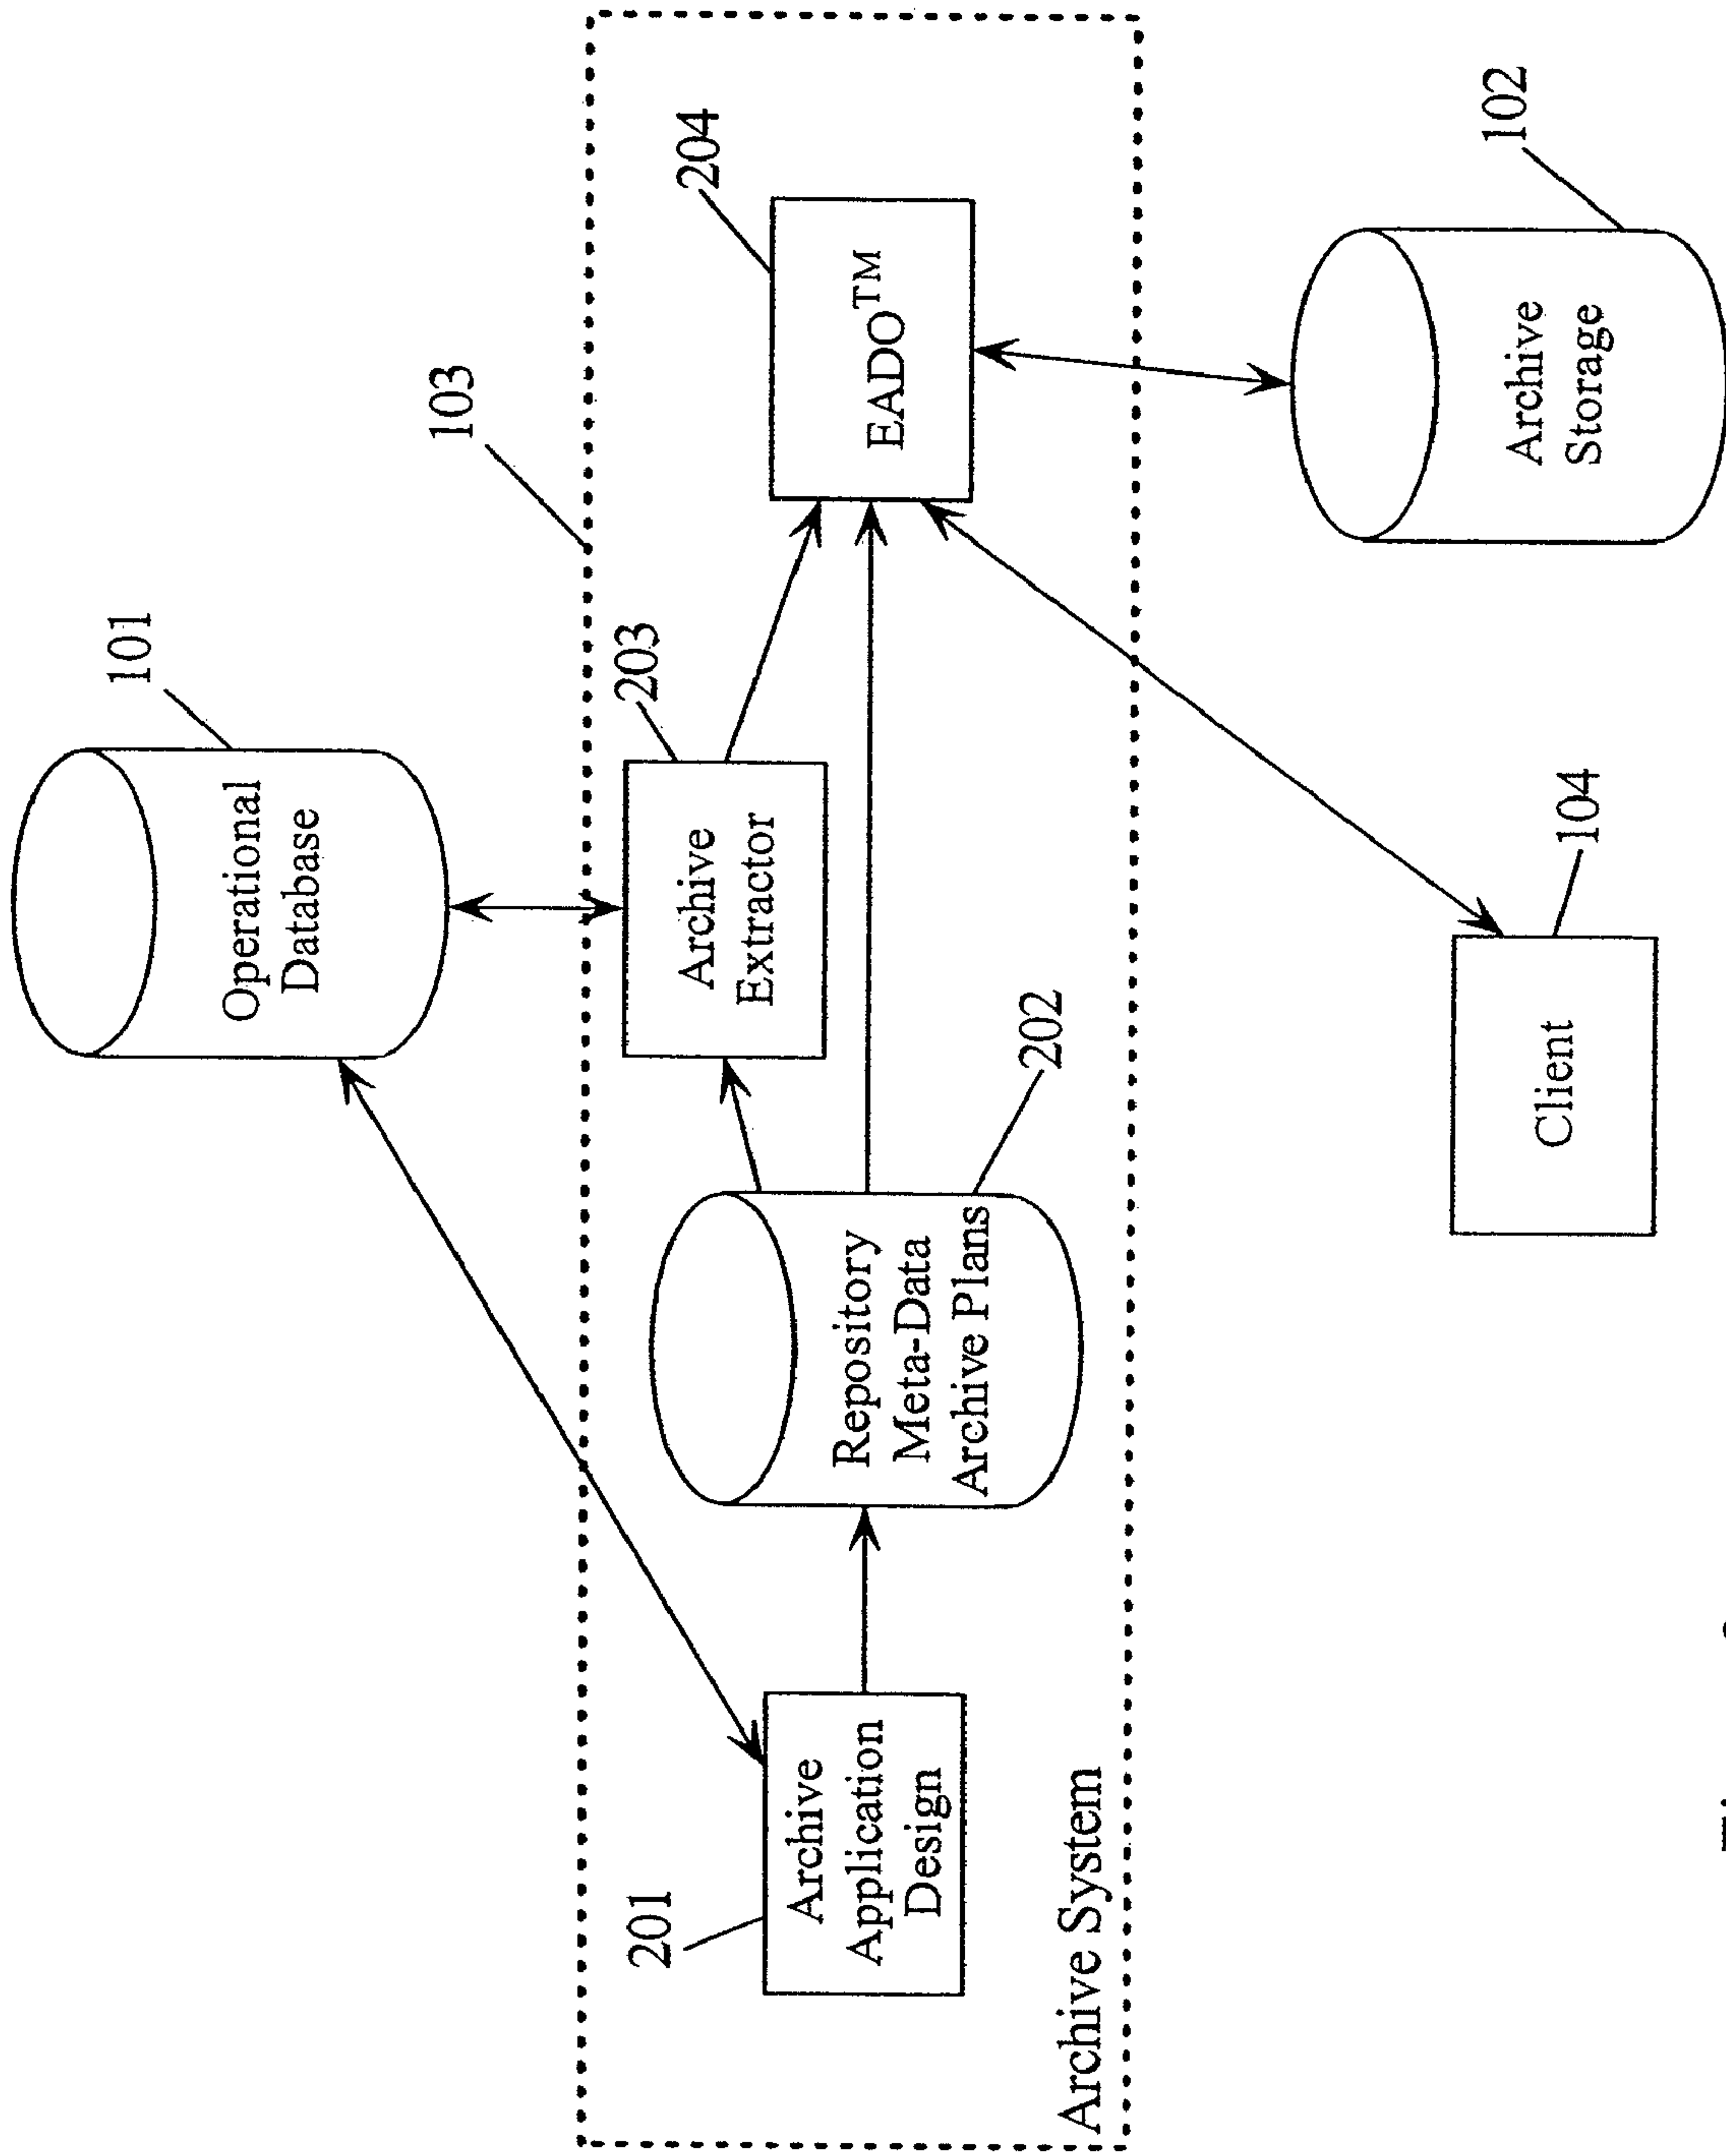 101
Operational
Database
103
203
204
Archive
Extractor
EADO™
201
Archive
Application
Design
Repository
Meta-Data
Archive Plans
202
Archive System
102
Archive
Storage
Client
104